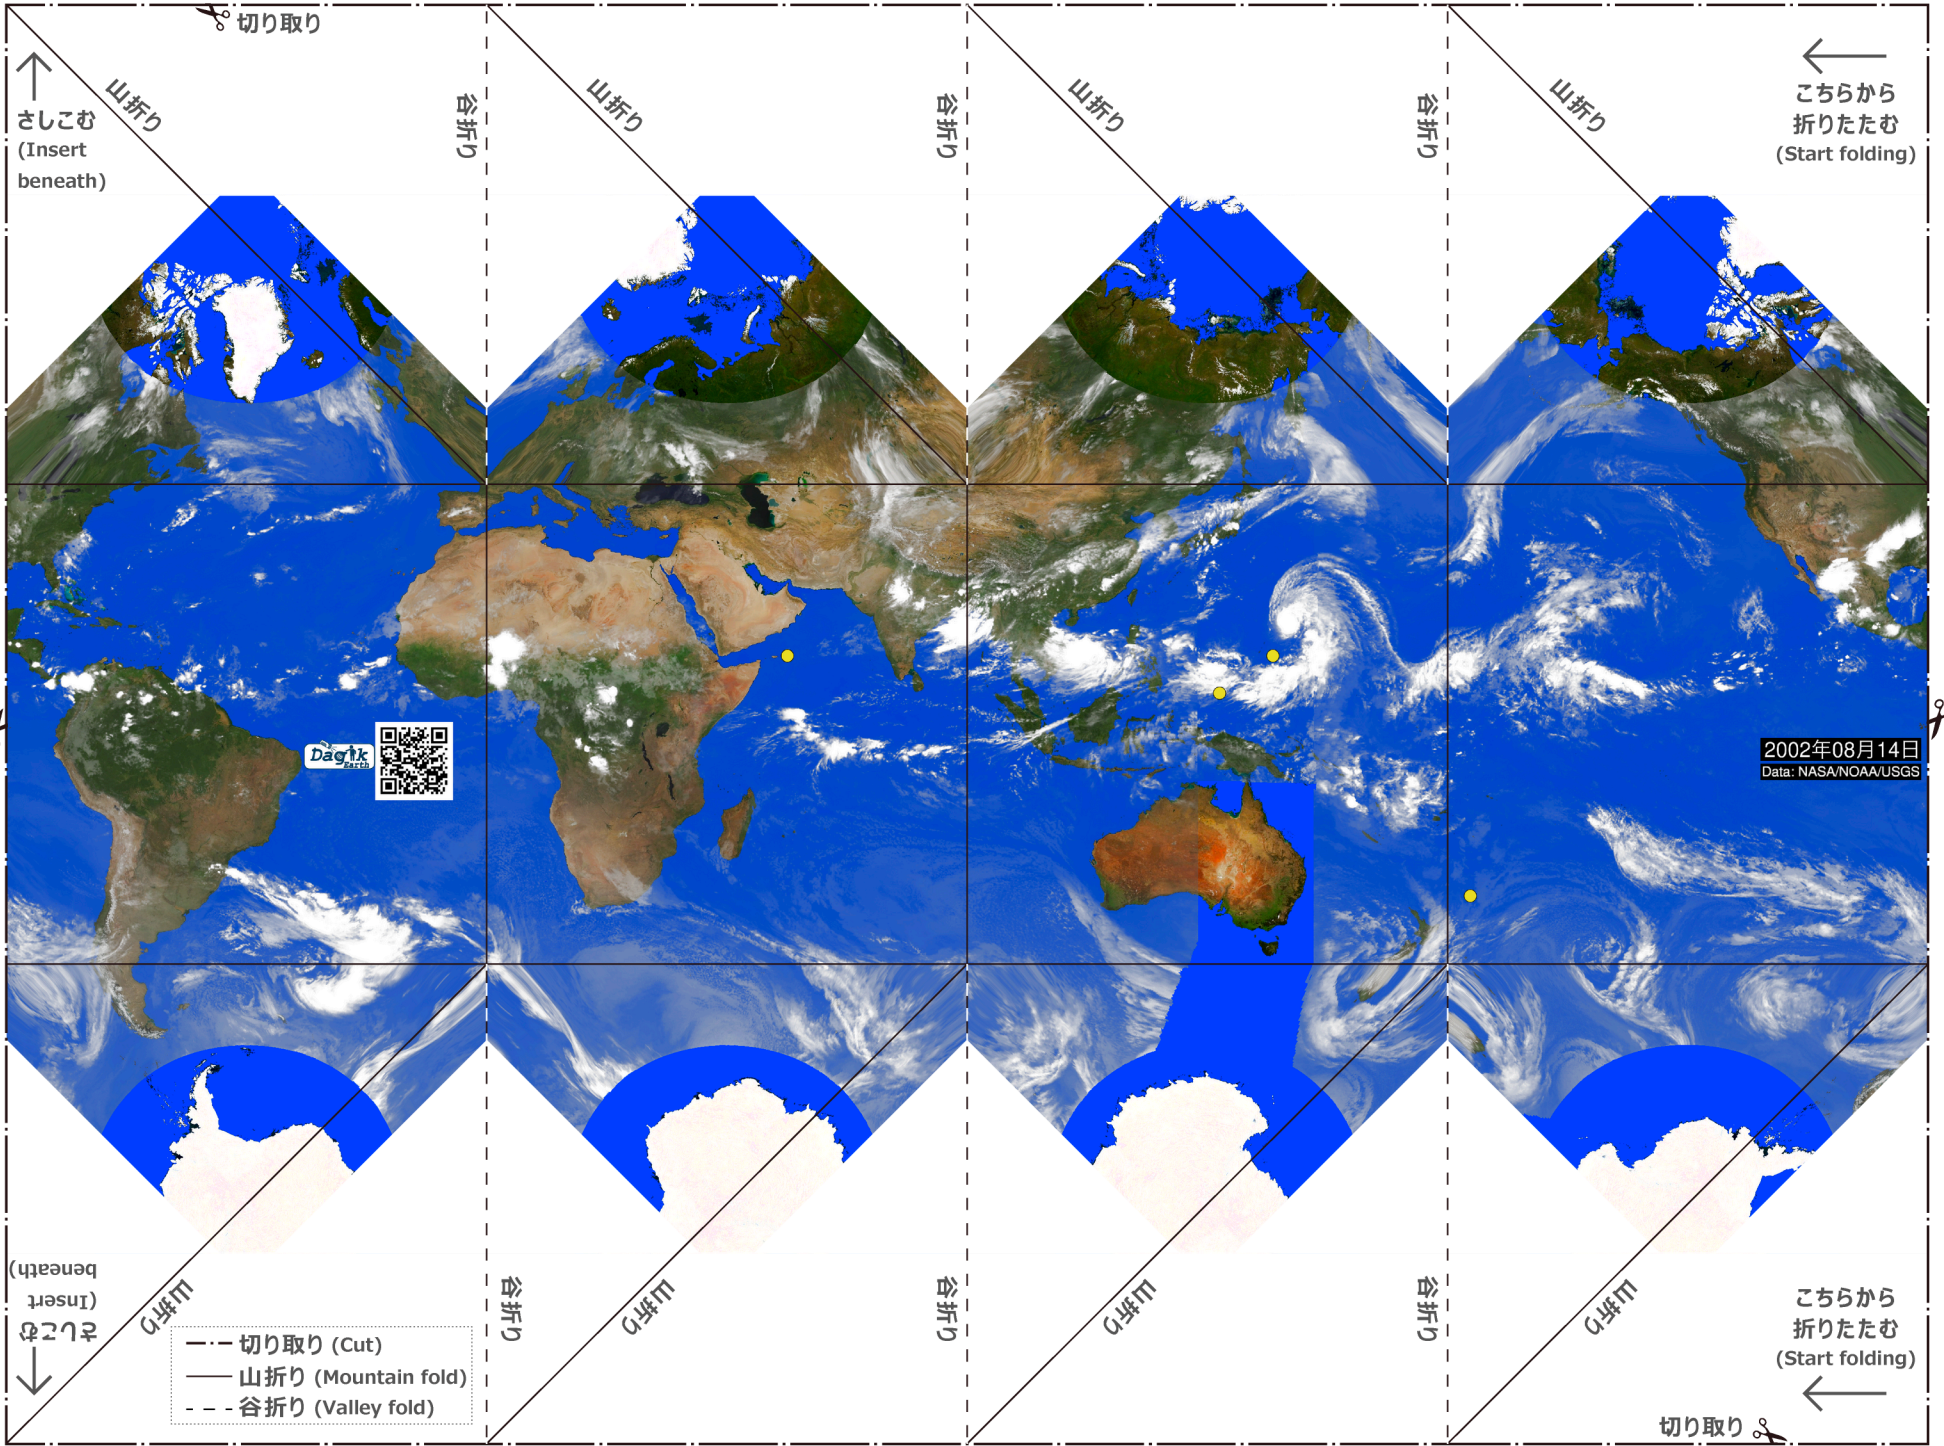 切り取り
山折り
谷折り
山折り
谷折り
山折り
谷折り
山折り
さしこむ
(Insert
beneath)
こちらから
折りたたむ
(Start folding)
Dagik
Earth
2002年08月14日
Data: NASA/NOAA/USGS
さしこむ
(Insert
beneath)
山折り
谷折り
山折り
谷折り
山折り
谷折り
山折り
こちらから
折りたたむ
(Start folding)
切り取り (Cut)
山折り (Mountain fold)
谷折り (Valley fold)
切り取り